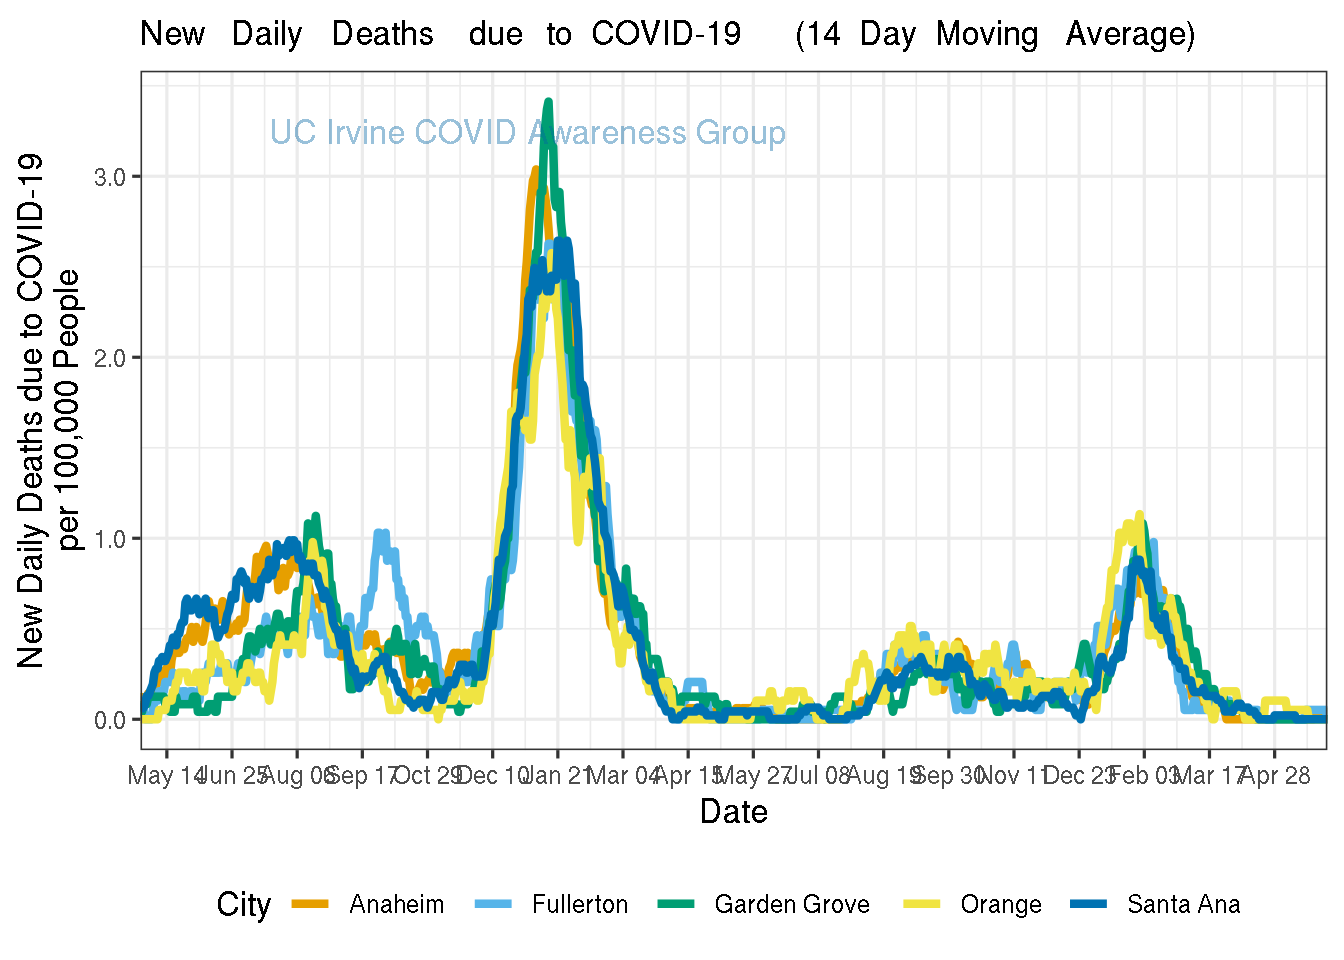 New Daily Deaths due to COVID-19 (14 Day Moving Average)
UC Irvine COVID Awareness Group
New Daily Deaths due to COVID-19
per 100,000 People
3.0
2.0
1.0
0.0
May 14 Jun 25 Aug 06 Sep 17 Oct 29 Dec 10 Jan 21 Mar 04 Apr 15 May 27 Jul 08 Aug 19 Sep 30 Nov 11 Dec 23 Feb 03 Mar 17 Apr 28
Date
City Anaheim Fullerton Garden Grove Orange Santa Ana